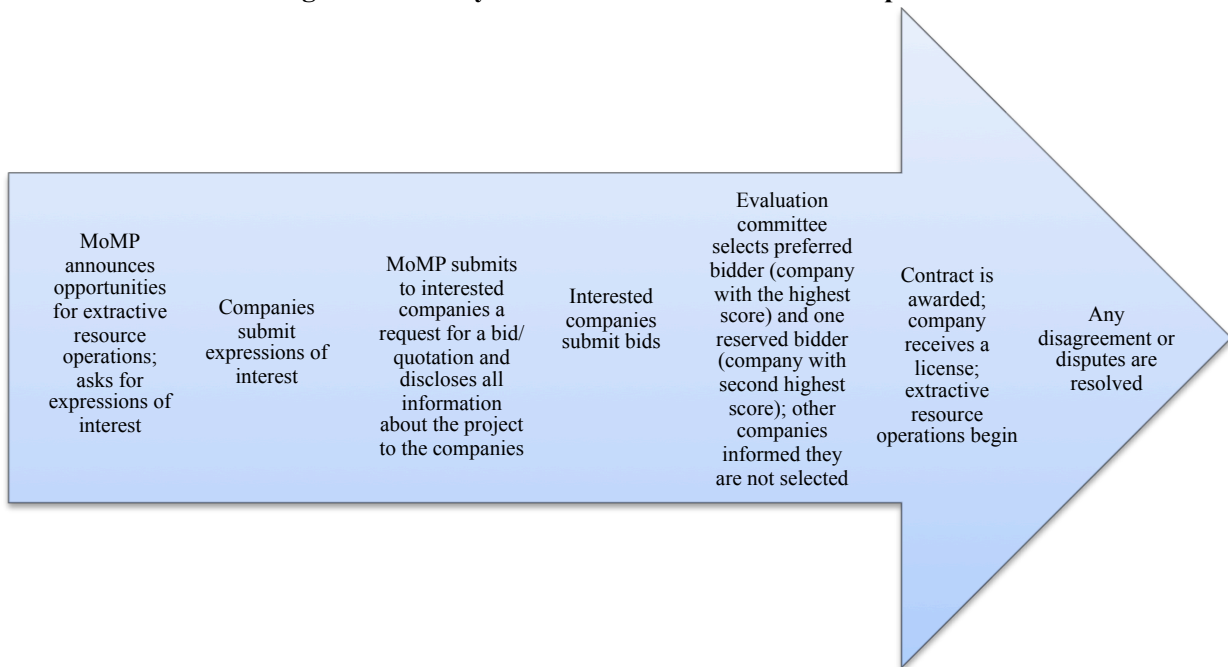 MoMP
announces
opportunities
for extractive
resource
operations;
asks for
expressions of
interest
Companies
submit
expressions of
interest
MoMP submits
to interested
companies a
request for a bid/
quotation and
discloses all
information
about the project
to the companies
Interested
companies
submit bids
Evaluation
committee
selects preferred
bidder (company
with the highest
score) and one
reserved bidder
(company with
second highest
score); other
companies
informed they
are not selected
Contract is
awarded;
company
receives a
license;
extractive
resource
operations begin
Any
disagreement or
disputes are
resolved